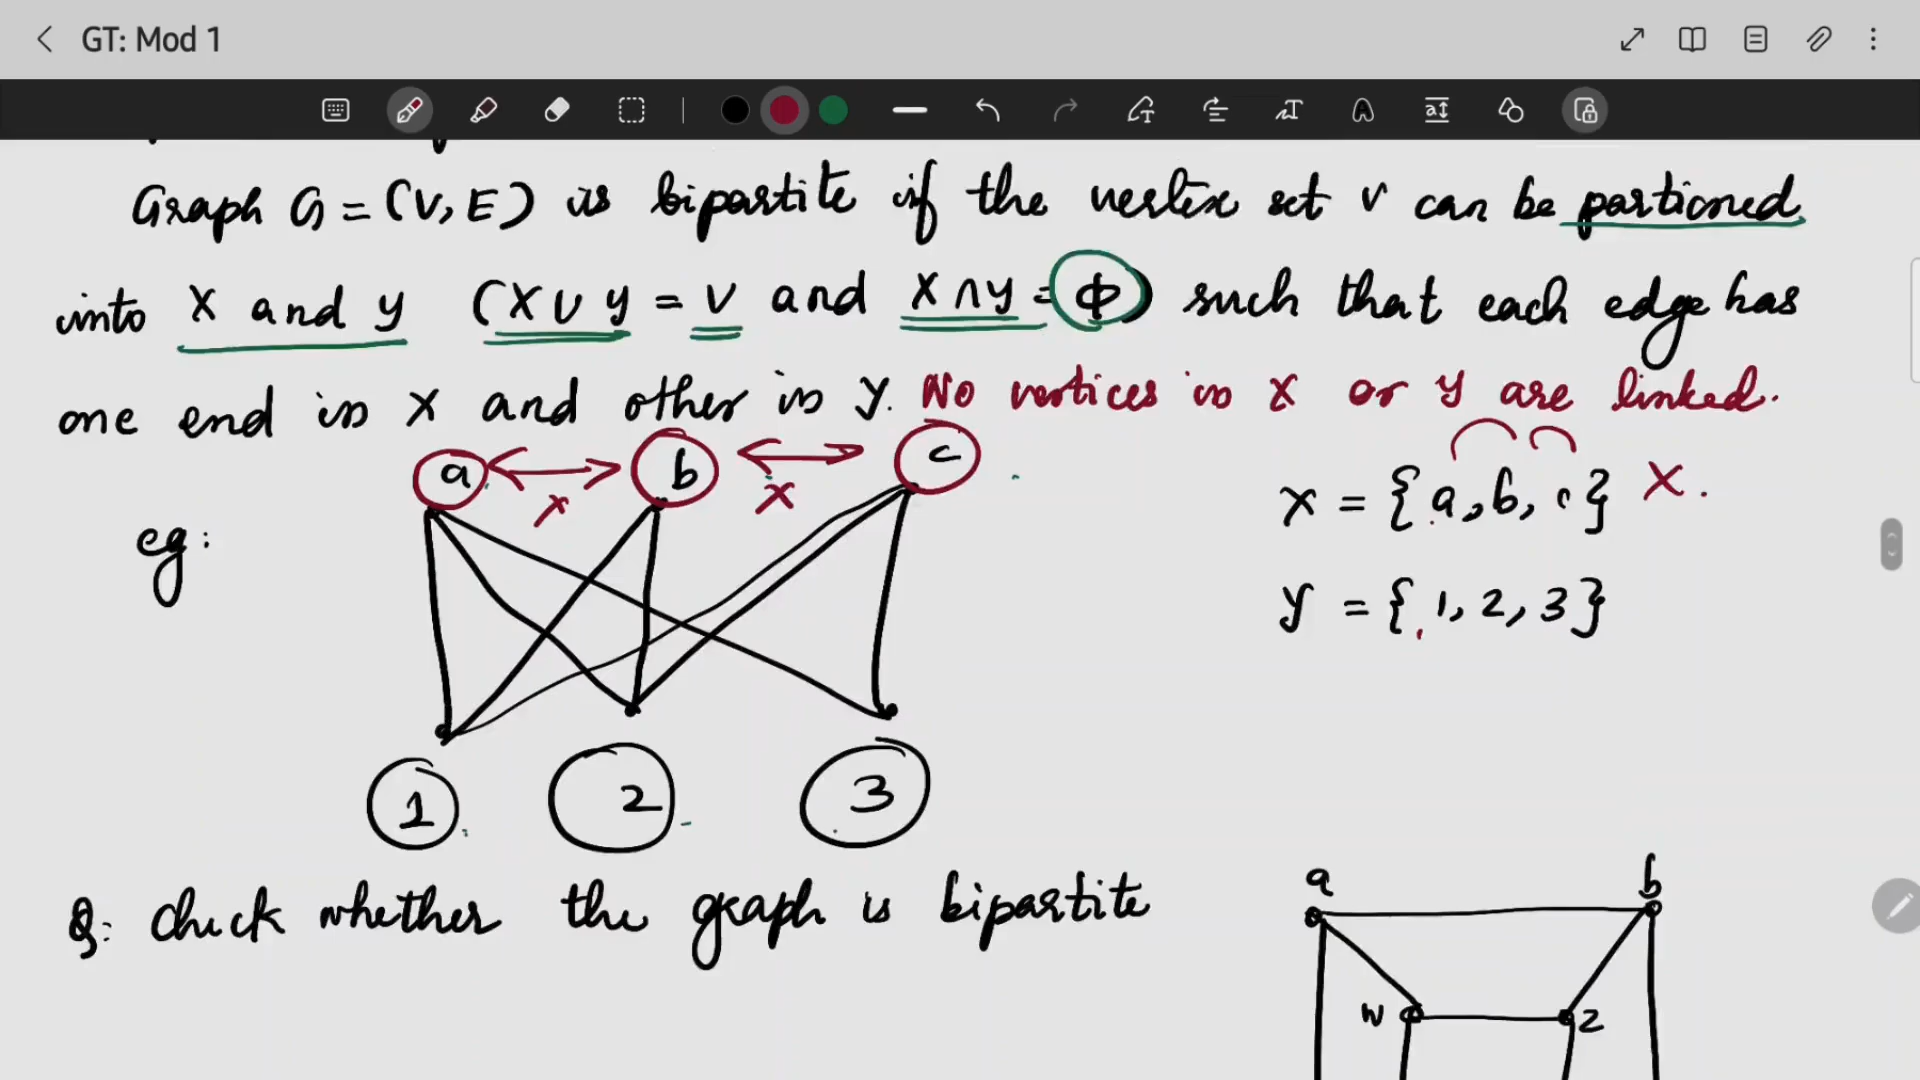 GT: Mod 1
Graph G = (V, E) is bipartite if the vertex set V can be partioned
into X and Y (X ∪ Y = V and X ∩ Y = Φ) such that each edge has
one end in X and other in Y. No vertices in X or Y are linked.
a x b x c
X = {a, b, c} X.
eg:
Y = {1, 2, 3}
1 2 3
Q: Check whether the graph is bipartite
a b
w z